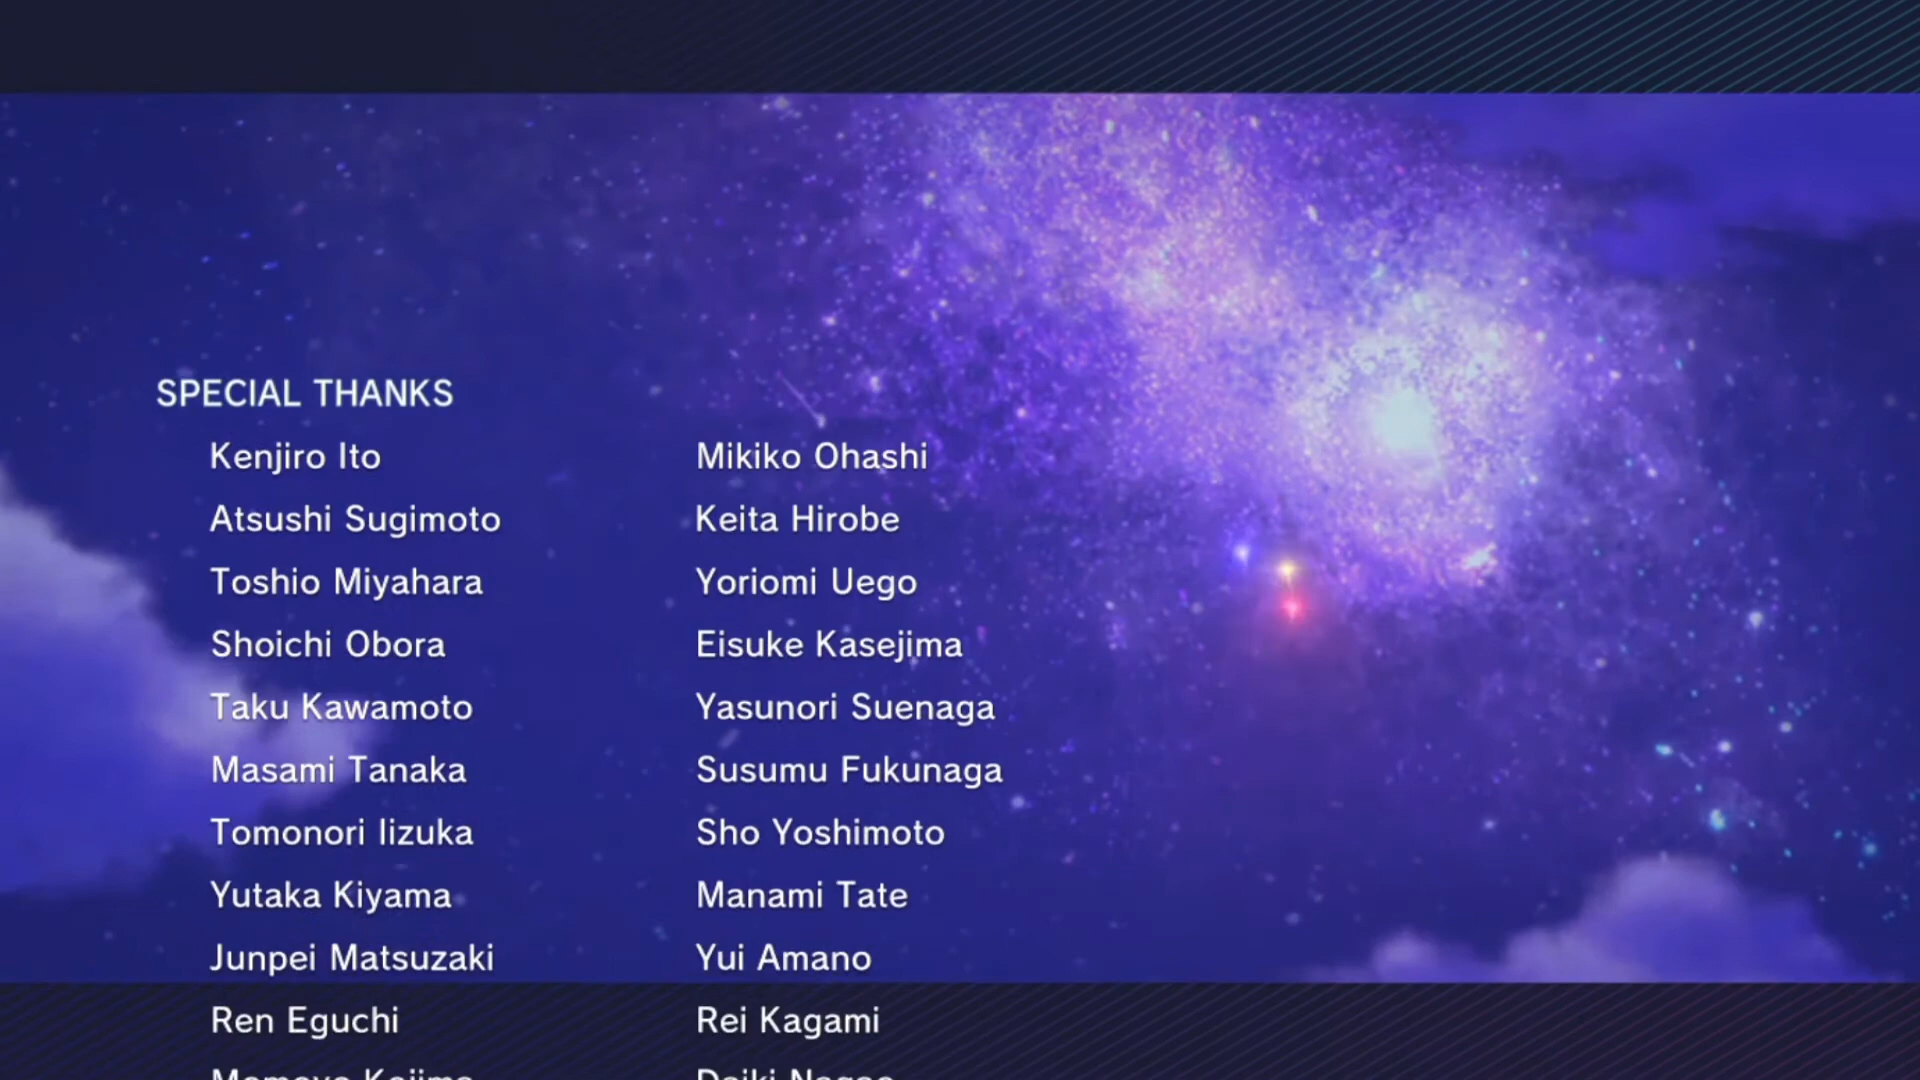 SPECIAL THANKS
Kenjiro Ito Mikiko Ohashi
Atsushi Sugimoto Keita Hirobe
Toshio Miyahara Yoriomi Uego
Shoichi Obora Eisuke Kasejima
Taku Kawamoto Yasunori Suenaga
Masami Tanaka Susumu Fukunaga
Tomonori Iizuka Sho Yoshimoto
Yutaka Kiyama Manami Tate
Junpei Matsuzaki Yui Amano
Ren Eguchi Rei Kagami